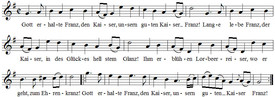 Gott er - hal - te Franz, den Kai - ser, un - sern gu - ten Kai - ser, Franz! Lan - ge le - be Franz, der
Kai - ser, in des Glück - es hell stem Glanz! Ihm er - blüh - en Lor - beer - rei - ser, wo er
geht, zum Eh - ren - kranz! Gott er - hal - te Franz, den Kai - ser, un - sern gu - ten Kai - ser Franz!